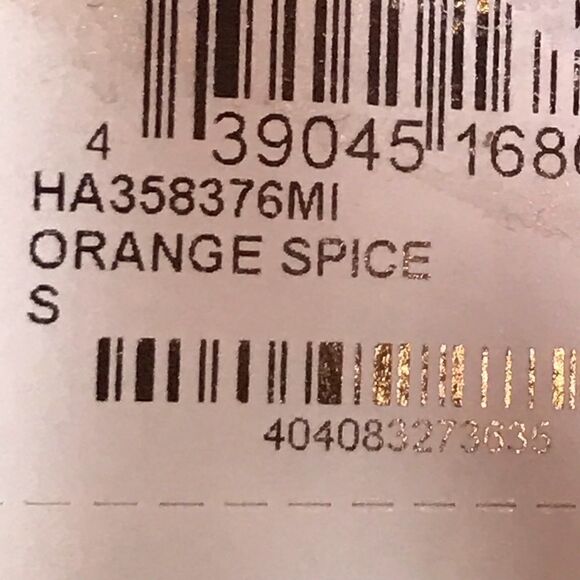 4 39045 168
HA358376MI
ORANGE SPICE
S
404083273635